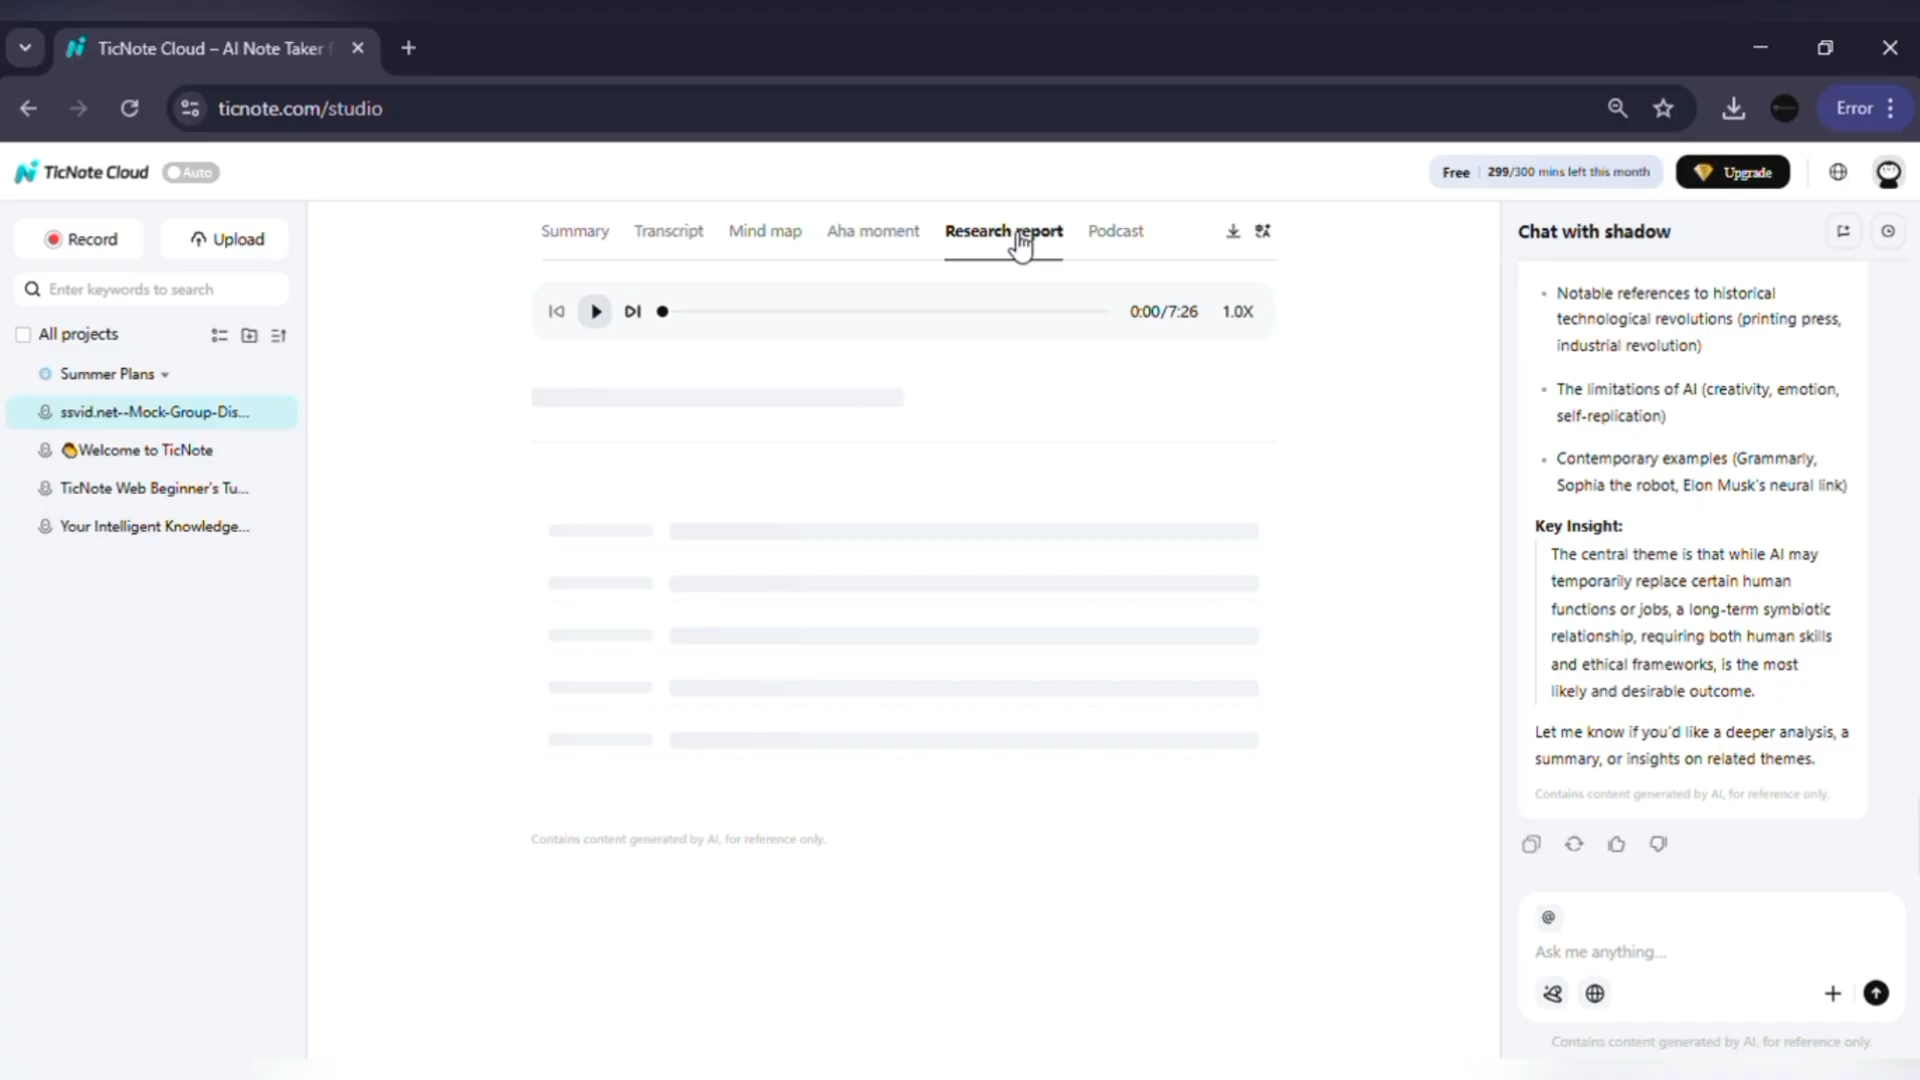 TicNote Cloud – AI Note Taker
ticnote.com/studio
Error
TicNote Cloud
Auto
Free
299/300 mins left this month
Upgrade
Record
Upload
Enter keywords to search
All projects
Summer Plans
ssvid.net--Mock-Group-Dis...
Welcome to TicNote
TicNote Web Beginner's Tu...
Your Intelligent Knowledge...
Summary
Transcript
Mind map
Aha moment
Research report
Podcast
0:00/7:26
1.0X
Contains content generated by AI, for reference only.
Chat with shadow
Notable references to historical
technological revolutions (printing press,
industrial revolution)
The limitations of AI (creativity, emotion,
self-replication)
Contemporary examples (Grammarly,
Sophia the robot, Elon Musk's neural link)
Key Insight:
The central theme is that while AI may
temporarily replace certain human
functions or jobs, a long-term symbiotic
relationship, requiring both human skills
and ethical frameworks, is the most
likely and desirable outcome.
Let me know if you'd like a deeper analysis, a
summary, or insights on related themes.
Contains content generated by AI, for reference only.
@
Ask me anything...
Contains content generated by AI, for reference only.